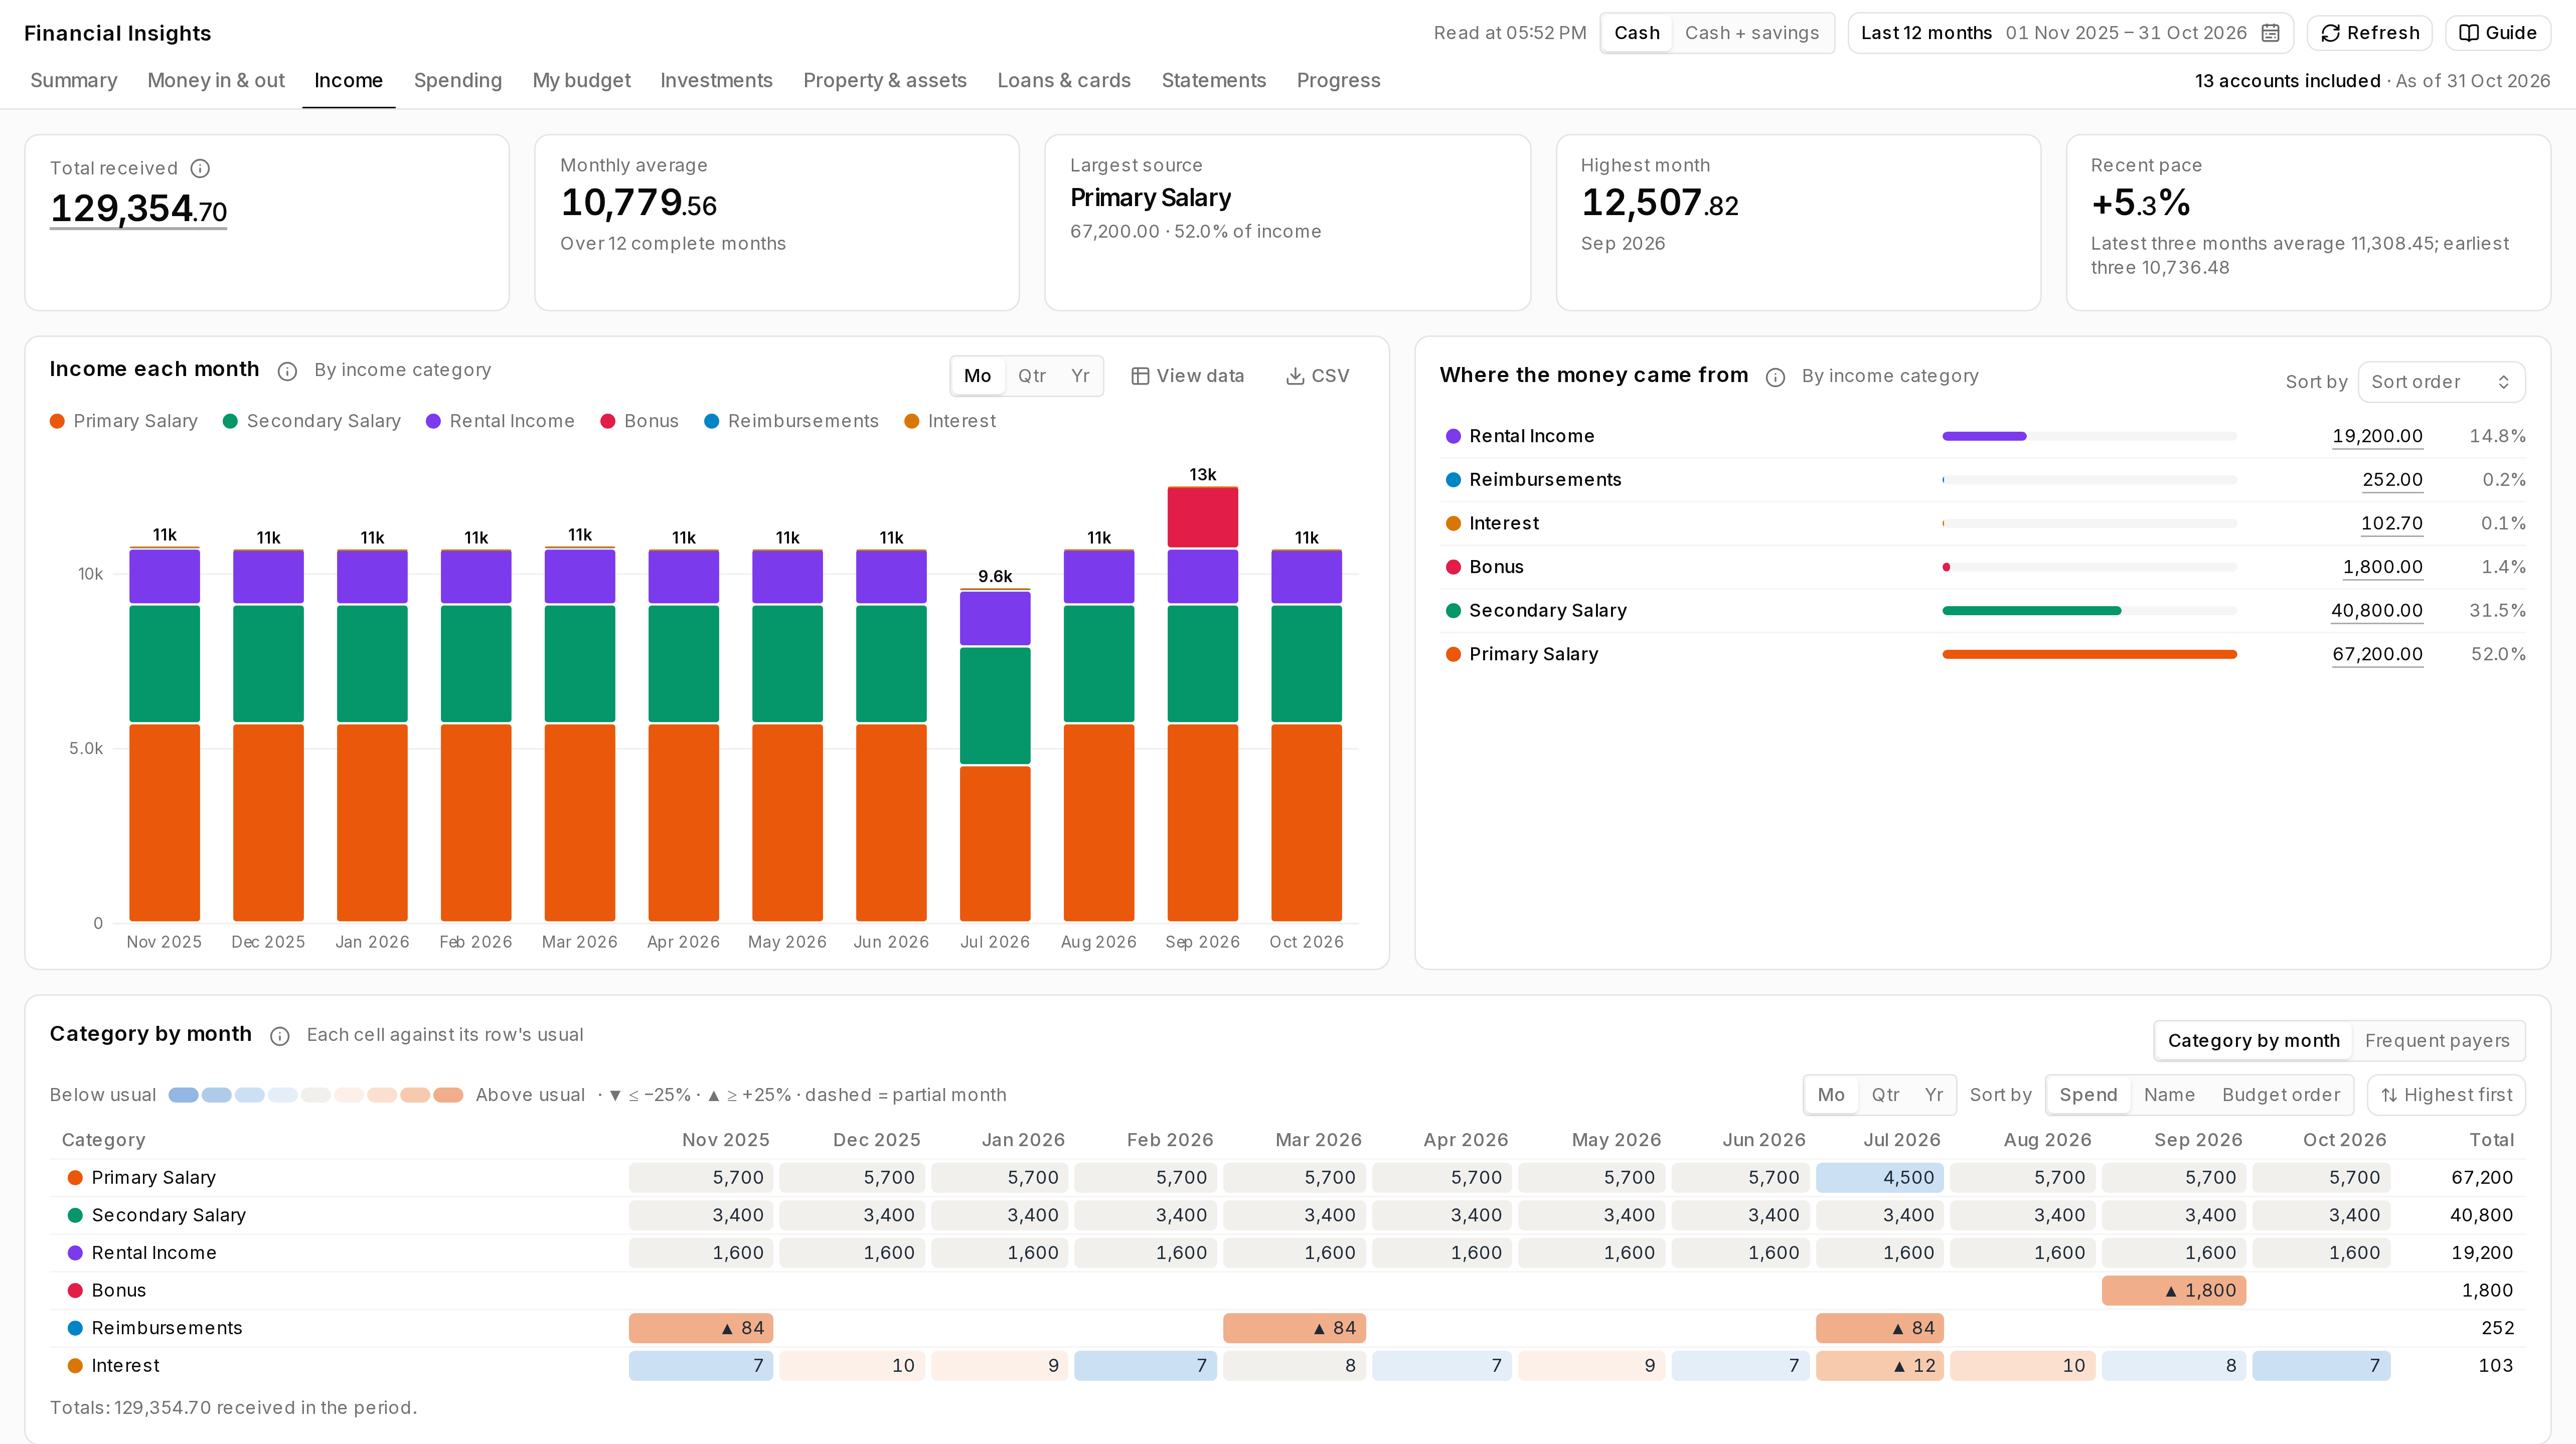 Financial Insights
Read at 05:52 PM
Cash
Cash + savings
Last 12 months 01 Nov 2025 – 31 Oct 2026
Refresh
Guide
Summary
Money in & out
Income
Spending
My budget
Investments
Property & assets
Loans & cards
Statements
Progress
13 accounts included · As of 31 Oct 2026
Total received
129,354.70
Monthly average
10,779.56
Over 12 complete months
Largest source
Primary Salary
67,200.00 · 52.0% of income
Highest month
12,507.82
Sep 2026
Recent pace
+5.3%
Latest three months average 11,308.45; earliest
three 10,736.48
Income each month By income category
Mo Qtr Yr
View data
CSV
Primary Salary Secondary Salary Rental Income Bonus Reimbursements Interest
13k
11k 11k 11k 11k 11k 11k 11k 11k 9.6k 11k 11k
10k
5.0k
0
Nov 2025 Dec 2025 Jan 2026 Feb 2026 Mar 2026 Apr 2026 May 2026 Jun 2026 Jul 2026 Aug 2026 Sep 2026 Oct 2026
Where the money came from By income category
Sort by Sort order
Rental Income 19,200.00 14.8%
Reimbursements 252.00 0.2%
Interest 102.70 0.1%
Bonus 1,800.00 1.4%
Secondary Salary 40,800.00 31.5%
Primary Salary 67,200.00 52.0%
Category by month Each cell against its row's usual
Category by month Frequent payers
Below usual Above usual · ▼ ≤ −25% · ▲ ≥ +25% · dashed = partial month
Mo Qtr Yr Sort by Spend Name Budget order Highest first
Category Nov 2025 Dec 2025 Jan 2026 Feb 2026 Mar 2026 Apr 2026 May 2026 Jun 2026 Jul 2026 Aug 2026 Sep 2026 Oct 2026 Total
Primary Salary 5,700 5,700 5,700 5,700 5,700 5,700 5,700 5,700 4,500 5,700 5,700 5,700 67,200
Secondary Salary 3,400 3,400 3,400 3,400 3,400 3,400 3,400 3,400 3,400 3,400 3,400 3,400 40,800
Rental Income 1,600 1,600 1,600 1,600 1,600 1,600 1,600 1,600 1,600 1,600 1,600 1,600 19,200
Bonus ▲ 1,800 1,800
Reimbursements ▲ 84 ▲ 84 ▲ 84 252
Interest 7 10 9 7 8 7 9 7 ▲ 12 10 8 7 103
Totals: 129,354.70 received in the period.